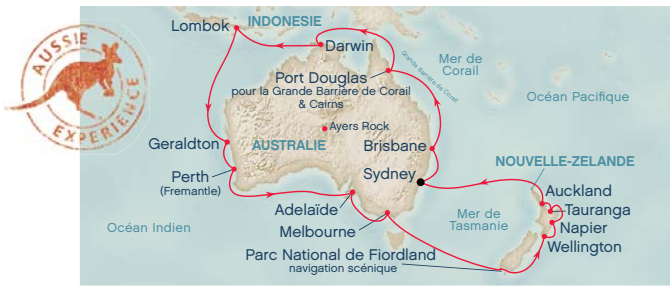 AUSSIE
EXPERIENCE
Lombok
INDONESIE
Darwin
Port Douglas
pour la Grande Barrière de Corail
& Cairns
Grande Barrière de Corail
Mer de
Corail
Océan Pacifique
Ayers Rock
Geraldton
AUSTRALIE
Brisbane
Perth
(Fremantle)
Sydney
NOUVELLE-ZELANDE
Auckland
Tauranga
Napier
Wellington
Adelaïde
Melbourne
Mer de
Tasmanie
Océan Indien
Parc National de Fiordland
navigation scénique